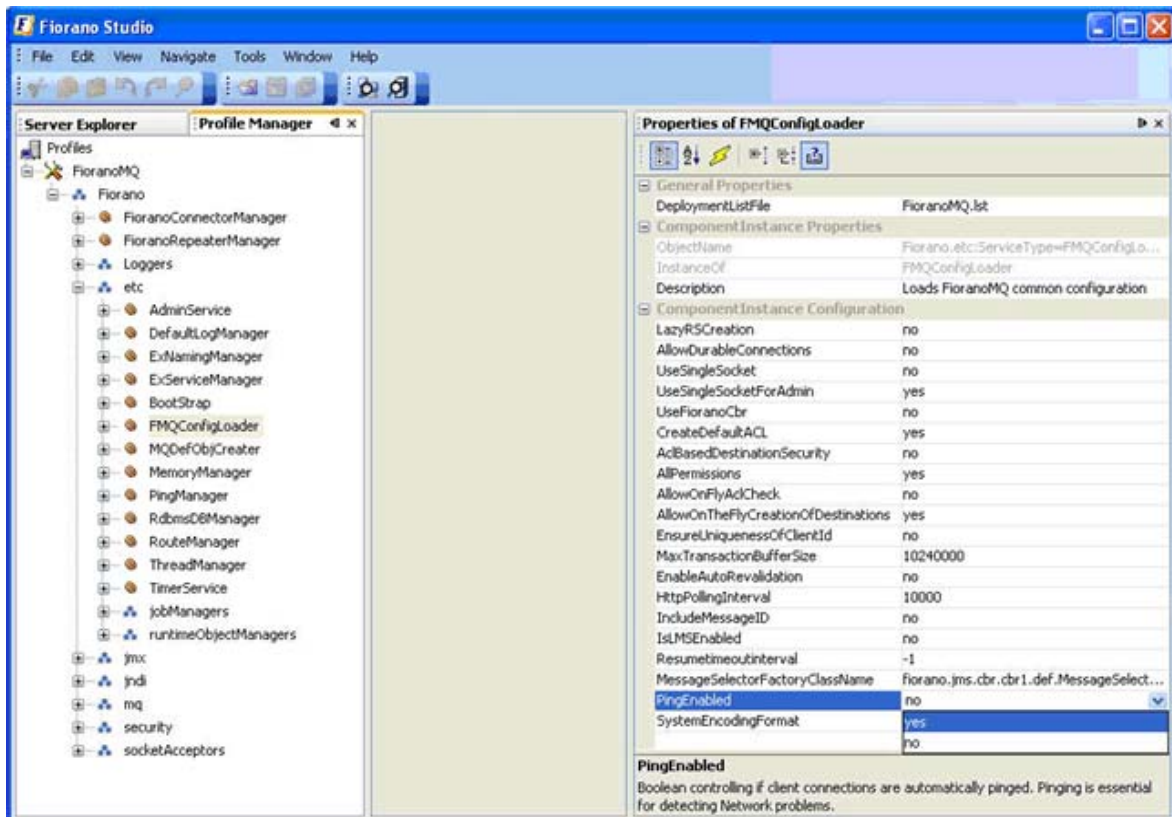 Fiorano Studio
File Edit View Navigate Tools Window Help
Server Explorer
Profile Manager
Profiles
FioranoMQ
Fiorano
FioranoConnectorManager
FioranoRepeaterManager
Loggers
etc
AdminService
DefaultLogManager
ExNamingManager
ExServiceManager
BootStrap
FMQConfigLoader
MQDefObjCreater
MemoryManager
PingManager
RdbmsDBManager
RouteManager
ThreadManager
TimerService
jobManagers
runtimeObjectManagers
jmx
jndi
mq
security
socketAcceptors
Properties of FMQConfigLoader
General Properties
DeploymentListFile FioranoMQ.lst
ComponentInstance Properties
ObjectName Fiorano.etc:ServiceType=FMQConfigLo...
InstanceOf FMQConfigLoader
Description Loads FioranoMQ common configuration
ComponentInstance Configuration
LazyRSCreation no
AllowDurableConnections no
UseSingleSocket no
UseSingleSocketForAdmin yes
UseFioranoCbr no
CreateDefaultACL yes
AclBasedDestinationSecurity no
AllPermissions yes
AllowOnFlyAclCheck no
AllowOnTheFlyCreationOfDestinations yes
EnsureUniquenessOfClientId no
MaxTransactionBufferSize 10240000
EnableAutoRevalidation no
HttpPollingInterval 10000
IncludeMessageID no
IsLMSEnabled no
Resumetimeoutinterval -1
MessageSelectorFactoryClassName fiorano.jms.cbr.cbr1.def.MessageSelect...
PingEnabled no
SystemEncodingFormat yes
no
PingEnabled
Boolean controlling if client connections are automatically pinged. Pinging is essential
for detecting Network problems.